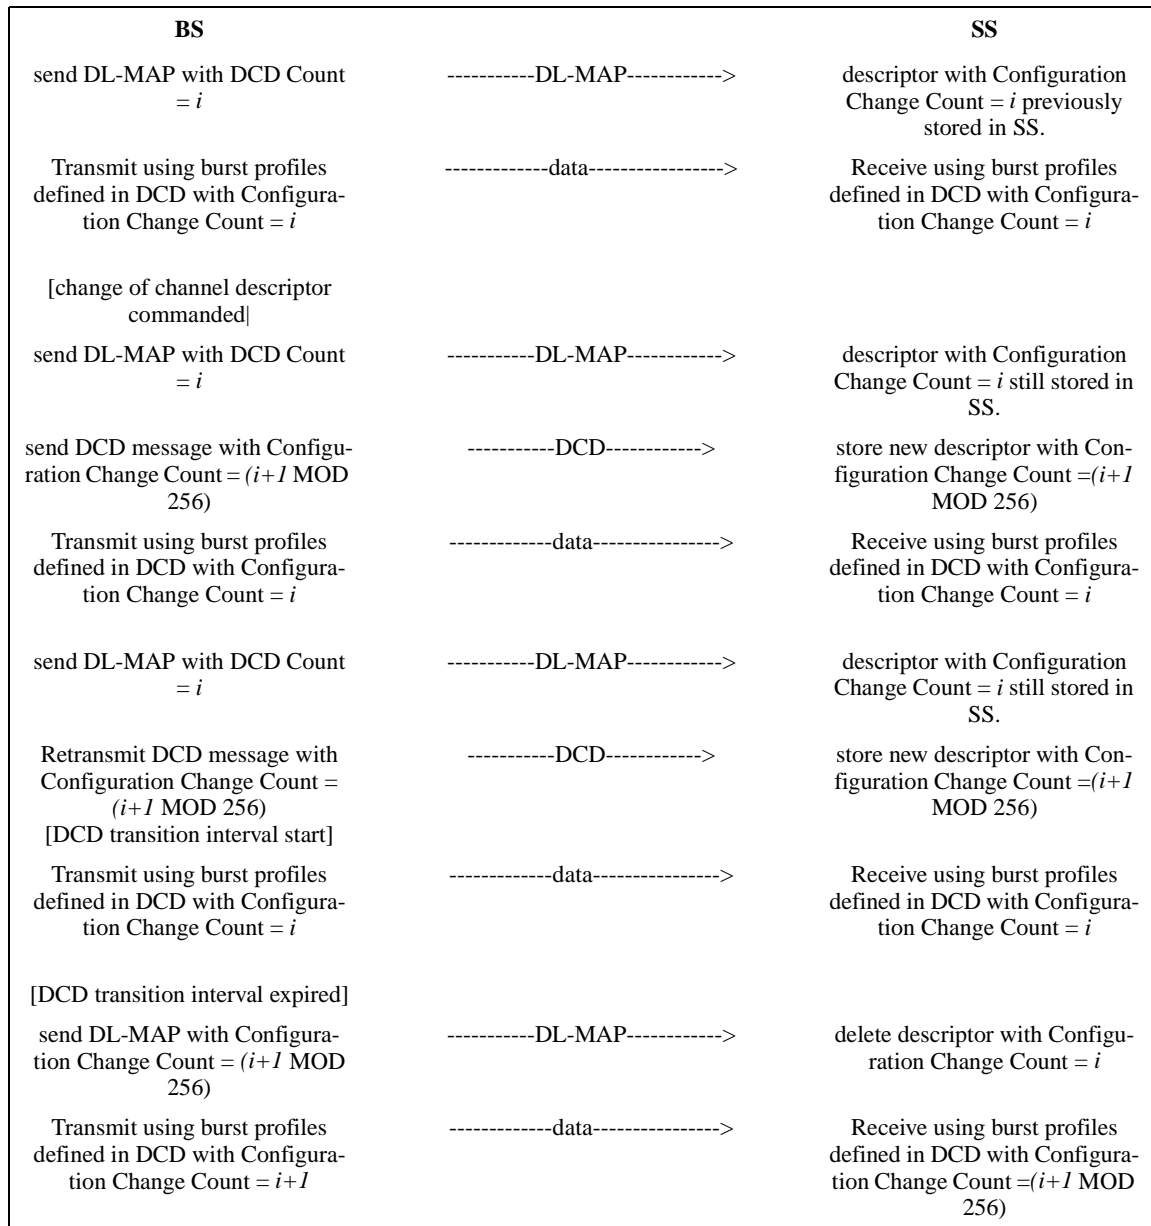 BS
SS
send DL-MAP with DCD Count
= i
-----------DL-MAP------------>
descriptor with Configuration
Change Count = i previously
stored in SS.
Transmit using burst profiles
defined in DCD with Configura-
tion Change Count = i
-------------data----------------->
Receive using burst profiles
defined in DCD with Configura-
tion Change Count = i
[change of channel descriptor
commanded|
send DL-MAP with DCD Count
= i
-----------DL-MAP------------>
descriptor with Configuration
Change Count = i still stored in
SS.
send DCD message with Configu-
ration Change Count = (i+1 MOD
256)
-----------DCD------------>
store new descriptor with Con-
figuration Change Count =(i+1
MOD 256)
Transmit using burst profiles
defined in DCD with Configura-
tion Change Count = i
-------------data---------------->
Receive using burst profiles
defined in DCD with Configura-
tion Change Count = i
send DL-MAP with DCD Count
= i
-----------DL-MAP------------>
descriptor with Configuration
Change Count = i still stored in
SS.
Retransmit DCD message with
Configuration Change Count =
(i+1 MOD 256)
[DCD transition interval start]
-----------DCD------------>
store new descriptor with Con-
figuration Change Count =(i+1
MOD 256)
Transmit using burst profiles
defined in DCD with Configura-
tion Change Count = i
-------------data---------------->
Receive using burst profiles
defined in DCD with Configura-
tion Change Count = i
[DCD transition interval expired]
send DL-MAP with Configura-
tion Change Count = (i+1 MOD
256)
-----------DL-MAP------------>
delete descriptor with Configu-
ration Change Count = i
Transmit using burst profiles
defined in DCD with Configura-
tion Change Count = i+1
-------------data---------------->
Receive using burst profiles
defined in DCD with Configura-
tion Change Count =(i+1 MOD
256)